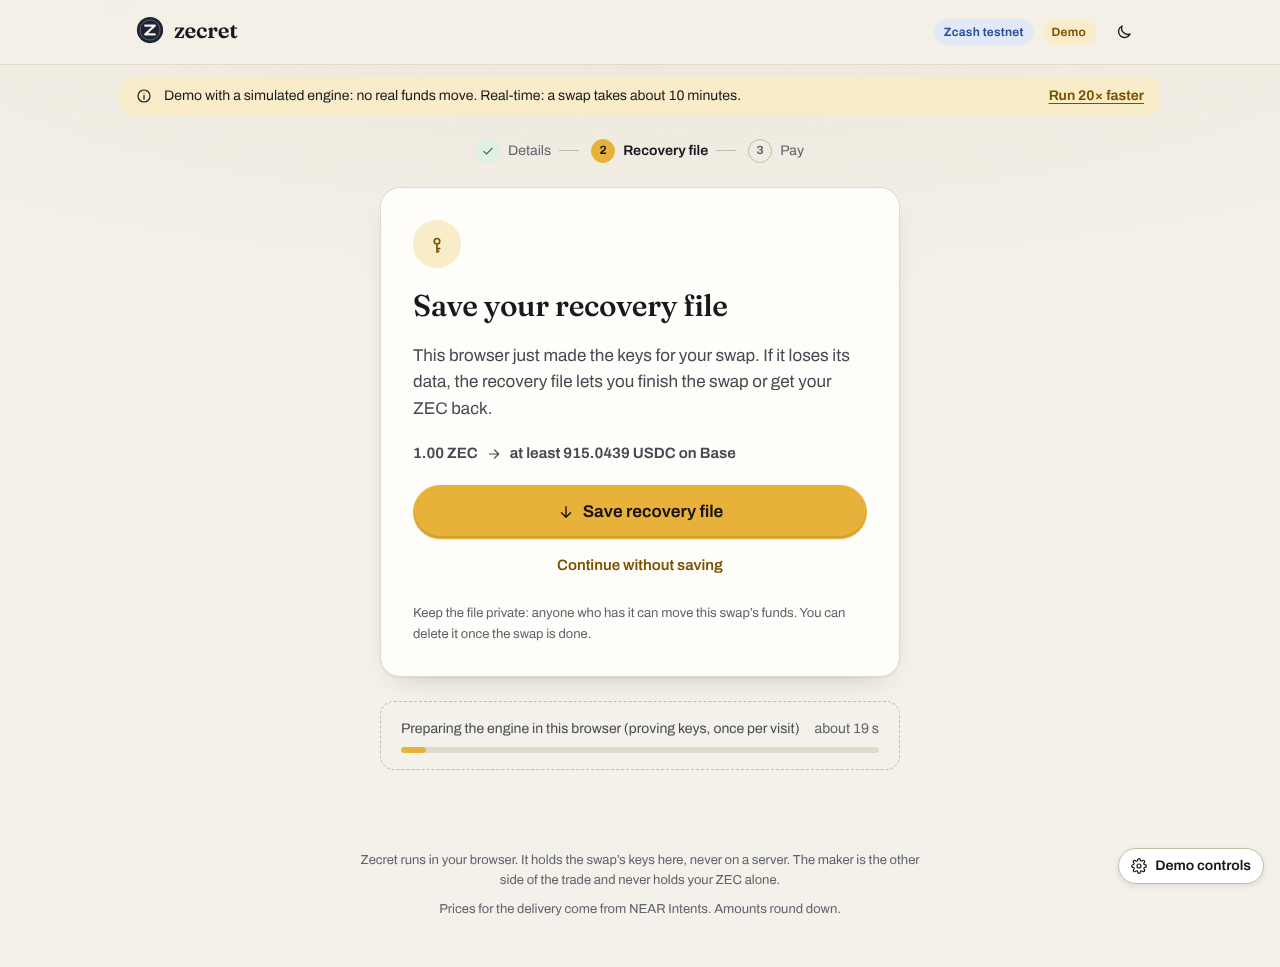 zecret
Zcash testnet
Demo
Demo with a simulated engine: no real funds move. Real-time: a swap takes about 10 minutes.
Run 20× faster
Details
2
Recovery file
3
Pay
Save your recovery file
This browser just made the keys for your swap. If it loses its
data, the recovery file lets you finish the swap or get your
ZEC back.
1.00 ZEC → at least 915.0439 USDC on Base
↓ Save recovery file
Continue without saving
Keep the file private: anyone who has it can move this swap’s funds. You can
delete it once the swap is done.
Preparing the engine in this browser (proving keys, once per visit)
about 19 s
Zecret runs in your browser. It holds the swap’s keys here, never on a server. The maker is the other
side of the trade and never holds your ZEC alone.
Demo controls
Prices for the delivery come from NEAR Intents. Amounts round down.